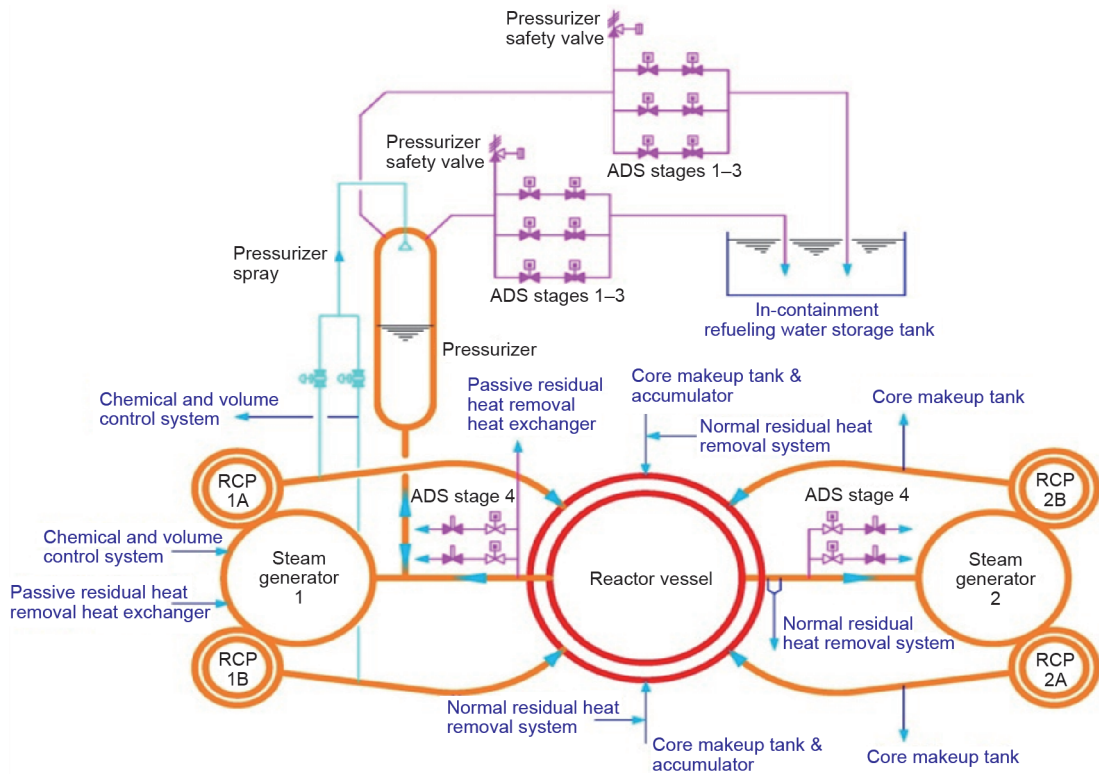 Pressurizer
safety valve
Pressurizer
safety valve
ADS stages 1–3
ADS stages 1–3
Pressurizer
spray
In-containment
refueling water storage tank
Pressurizer
Chemical and volume
control system
Passive residual
heat removal
heat exchanger
Core makeup tank &
accumulator
Normal residual heat
removal system
Core makeup tank
RCP
1A
ADS stage 4
ADS stage 4
RCP
2B
Chemical and volume
control system
Steam
generator
1
Reactor vessel
Steam
generator
2
Passive residual heat
removal heat exchanger
Normal residual
heat removal system
RCP
1B
RCP
2A
Normal residual heat
removal system
Core makeup tank &
accumulator
Core makeup tank